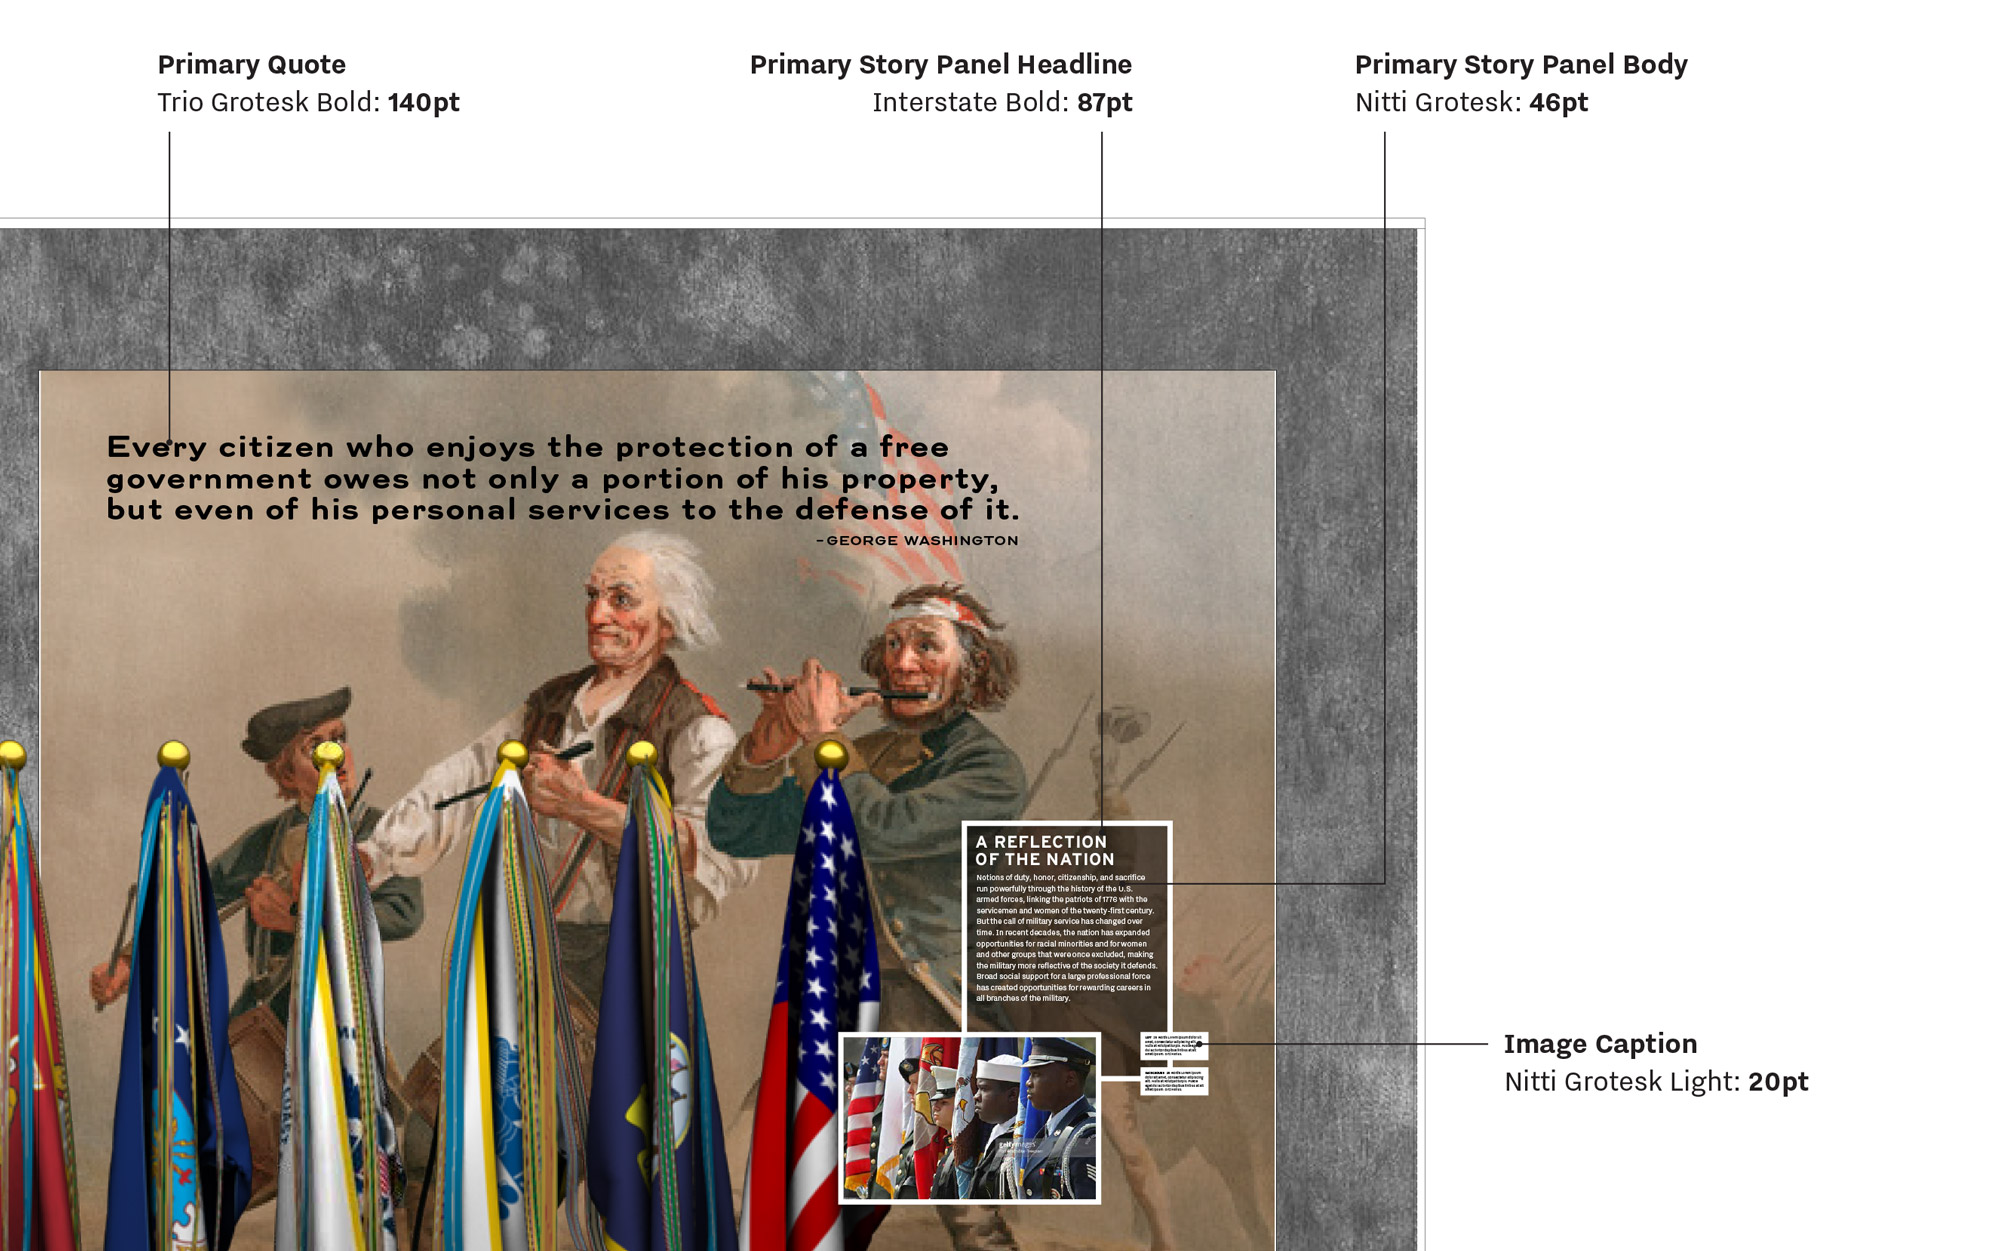 Primary Quote
Trio Grotesk Bold: 140pt
Primary Story Panel Headline
Interstate Bold: 87pt
Primary Story Panel Body
Nitti Grotesk: 46pt
Every citizen who enjoys the protection of a free
government owes not only a portion of his property,
but even of his personal services to the defense of it.
–GEORGE WASHINGTON
A REFLECTION
OF THE NATION
Notions of duty, honor, citizenship, and sacrifice
run powerfully through the history of the U.S.
armed forces, linking the patriots of 1776 with the
servicemen and women of the twenty-first century.
But the call of military service has changed over
time. In recent decades, the nation has expanded
opportunities for racial minorities and for women
and other groups that were once excluded, making
the military more reflective of the society it defends.
Broad social support for a large professional force
has created opportunities for rewarding careers in
all branches of the military.
Image Caption
Nitti Grotesk Light: 20pt
gettyimages